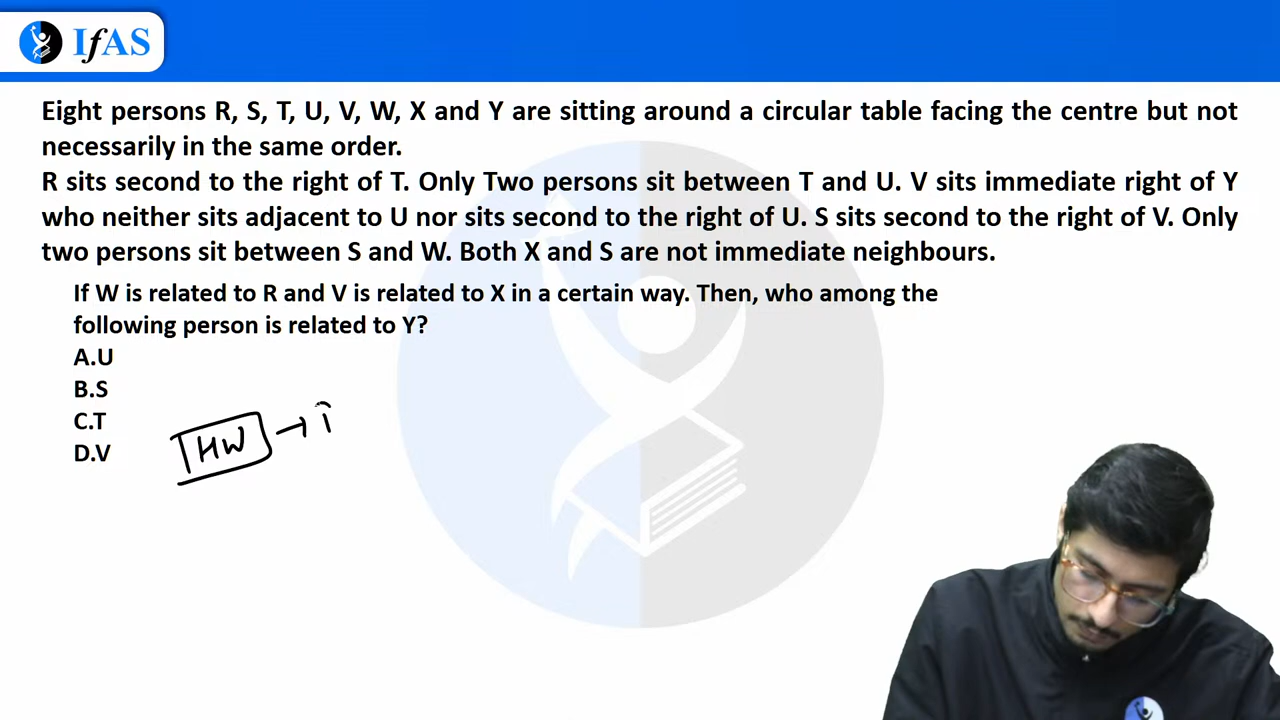 IfAS
Eight persons R, S, T, U, V, W, X and Y are sitting around a circular table facing the centre but not
necessarily in the same order.
R sits second to the right of T. Only Two persons sit between T and U. V sits immediate right of Y
who neither sits adjacent to U nor sits second to the right of U. S sits second to the right of V. Only
two persons sit between S and W. Both X and S are not immediate neighbours.
If W is related to R and V is related to X in a certain way. Then, who among the
following person is related to Y?
A.U
B.S
C.T
D.V
HW →